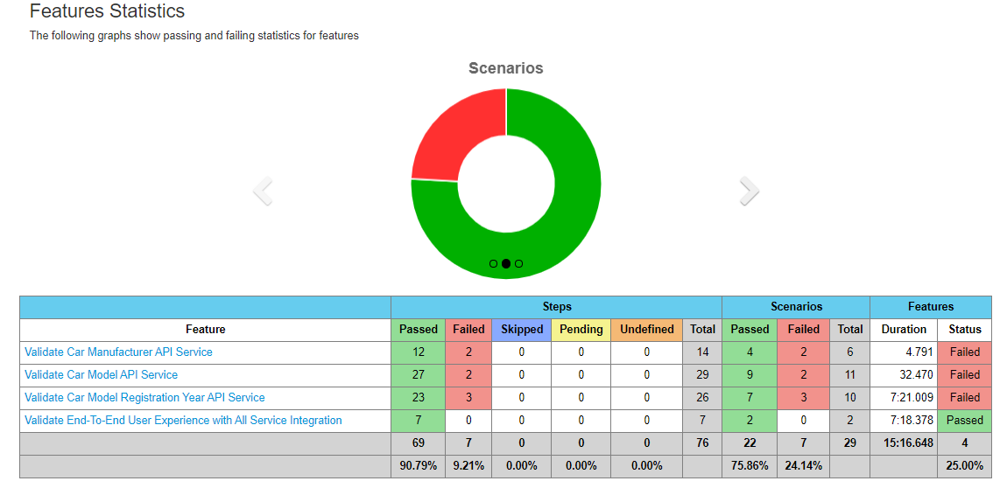 Features Statistics
The following graphs show passing and failing statistics for features
Scenarios
Steps Scenarios Features
Feature Passed Failed Skipped Pending Undefined Total Passed Failed Total Duration Status
Validate Car Manufacturer API Service 12 2 0 0 0 14 4 2 6 4.791 Failed
Validate Car Model API Service 27 2 0 0 0 29 9 2 11 32.470 Failed
Validate Car Model Registration Year API Service 23 3 0 0 0 26 7 3 10 7:21.009 Failed
Validate End-To-End User Experience with All Service Integration 7 0 0 0 0 7 2 0 2 7:18.378 Passed
69 7 0 0 0 76 22 7 29 15:16.648 4
90.79% 9.21% 0.00% 0.00% 0.00% 75.86% 24.14% 25.00%